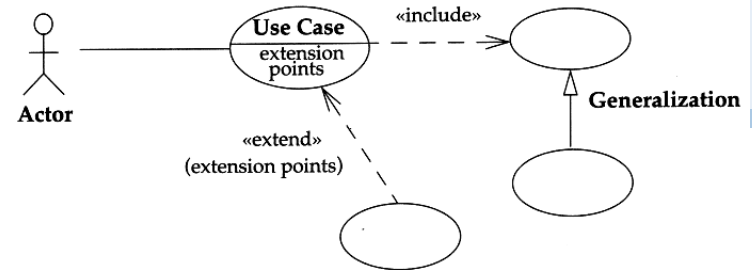 Use Case
extension
points
«include»
Actor
Generalization
«extend»
(extension points)